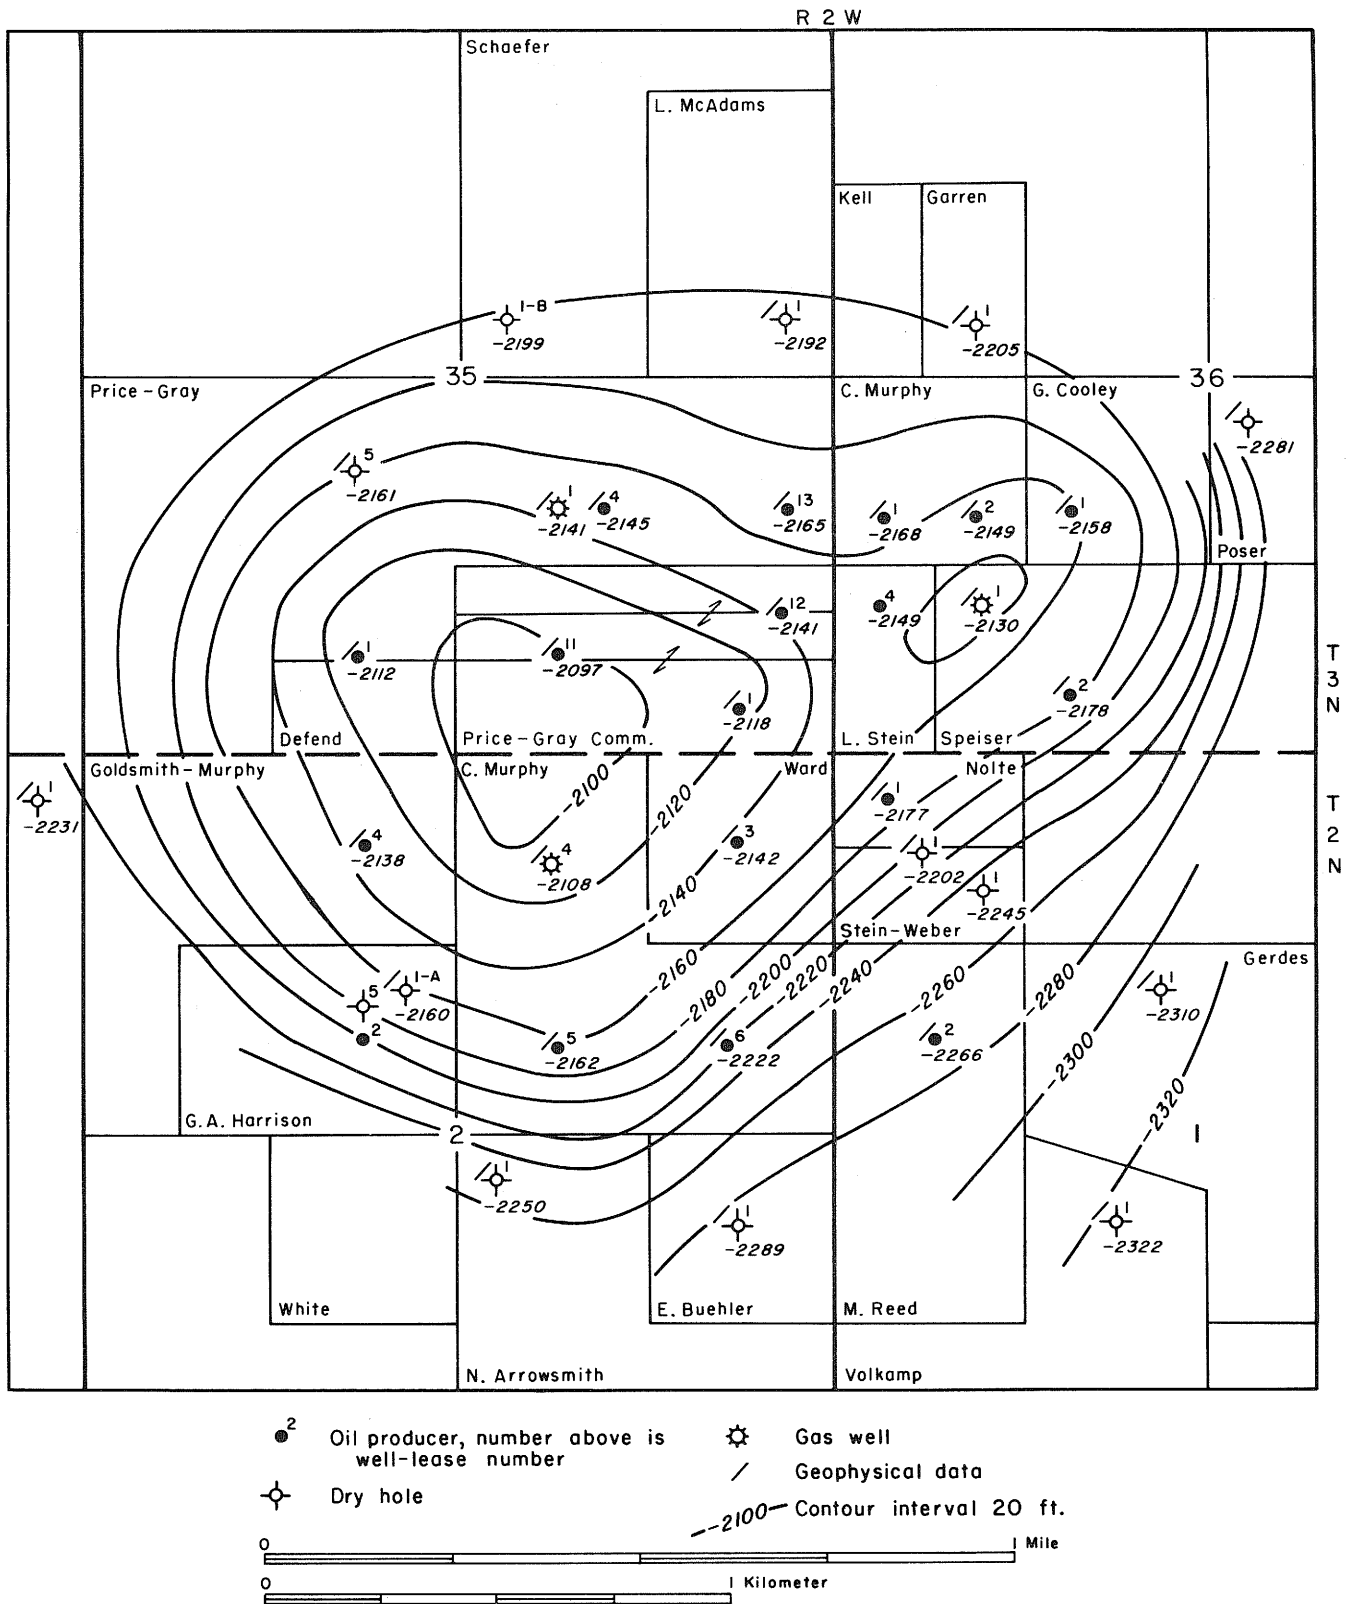 R 2 W
Schaefer
L. McAdams
Kell
Garren
1-B
-2199
1
-2192
1
-2205
35
36
Price-Gray
C. Murphy
G. Cooley
1
-2281
5
-2161
1
-2141
4
-2145
13
-2165
1
-2168
2
-2149
1
-2158
Poser
12
-2141
4
-2149
1
-2130
1
-2112
11
-2097
1
-2118
2
-2178
T
3
N
Defend
Price-Gray Comm.
L. Stein
Speiser
Goldsmith-Murphy
C. Murphy
Ward
Nolte
1
-2231
-2100
-2120
1
-2177
T
2
N
4
-2138
4
-2108
3
-2142
1
-2202
1
-2245
-2140
Stein-Weber
Gerdes
-2160
-2180
-2200
-2220
-2240
-2260
-2280
1-A
-2160
5
2
1
-2310
5
-2162
6
-2222
2
-2266
-2300
-2320
G.A. Harrison
2
1
1
-2250
1
-2289
1
-2322
White
E. Buehler
M. Reed
N. Arrowsmith
Volkamp
2
Oil producer, number above is
well-lease number
Gas well
Geophysical data
Dry hole
-2100
Contour interval 20 ft.
0
1 Mile
0
1 Kilometer